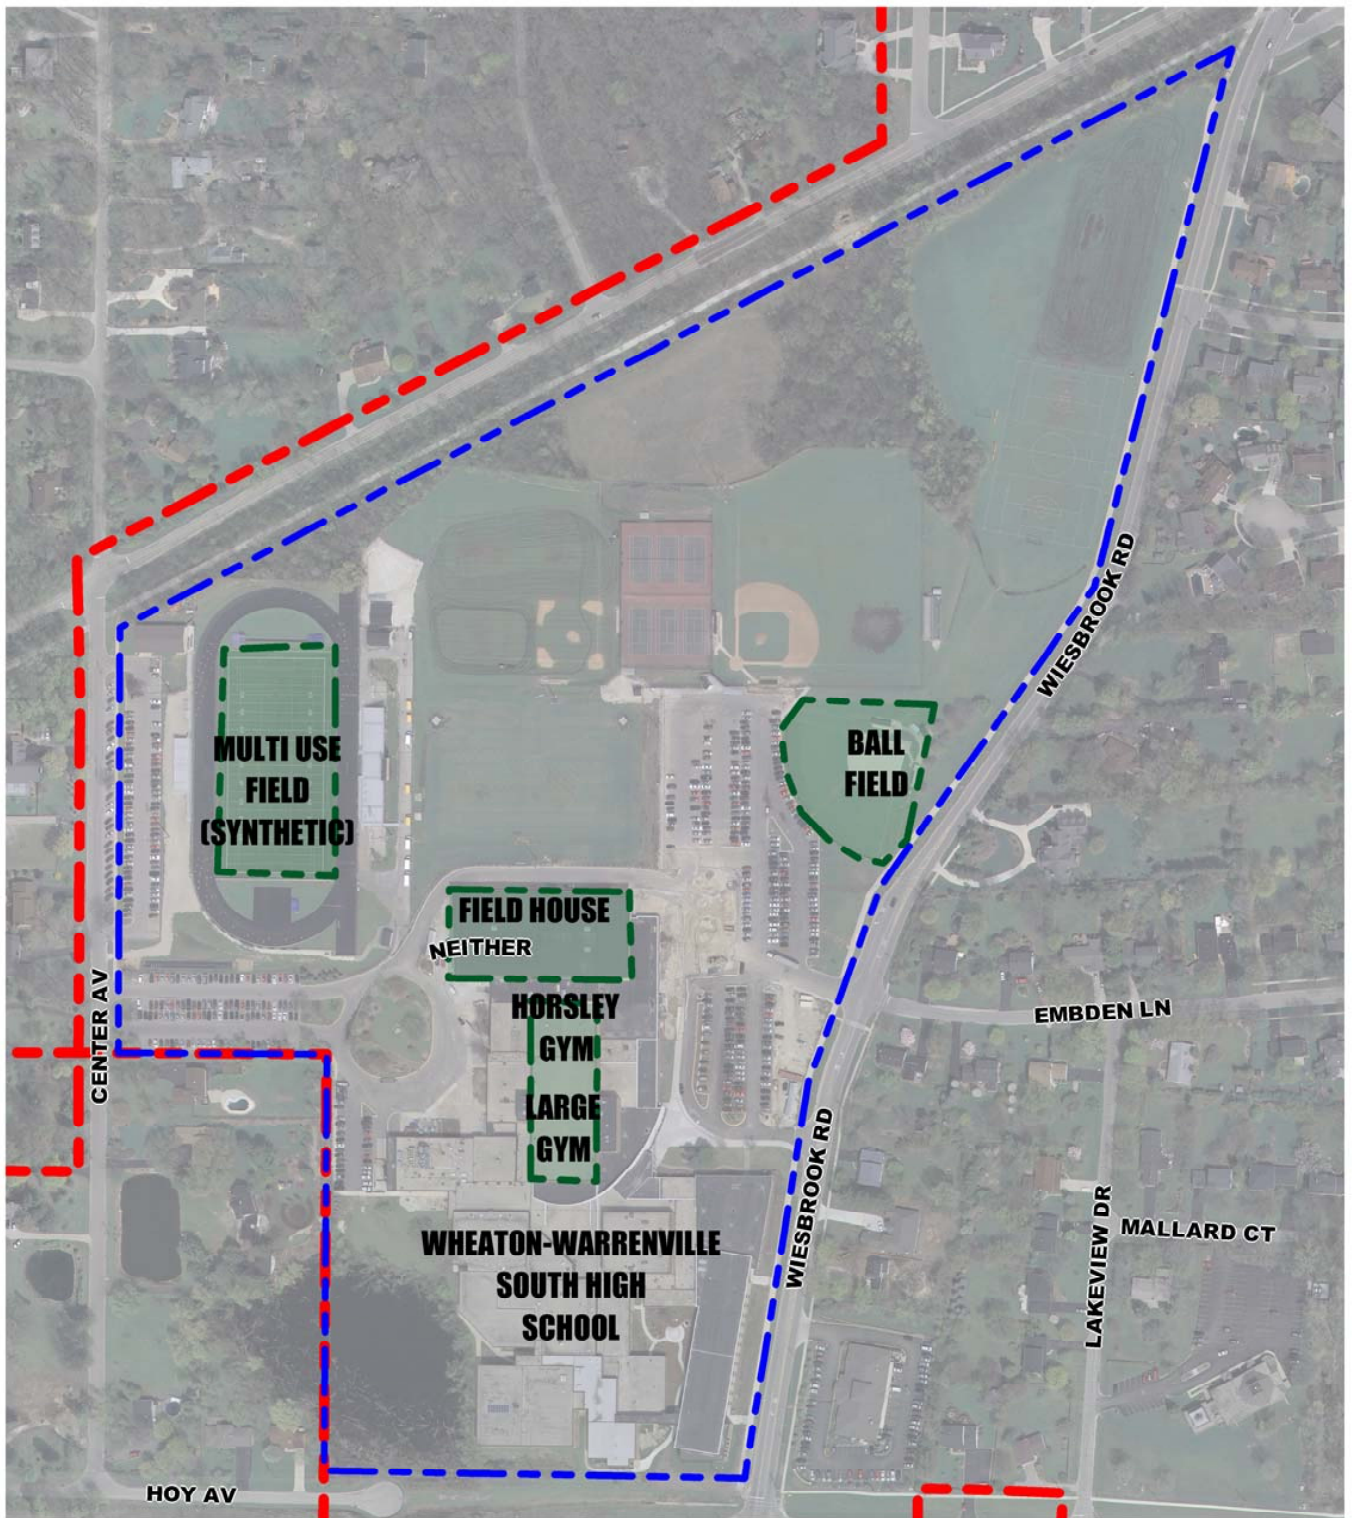 WIESBROOK RD
MULTI USE
FIELD
(SYNTHETIC)
BALL
FIELD
FIELD HOUSE
NEITHER
CENTER AV
HORSLEY
GYM
EMBDEN LN
LARGE
GYM
WIESBROOK RD
LAKEVIEW DR
MALLARD CT
WHEATON-WARRENVILLE
SOUTH HIGH
SCHOOL
HOY AV